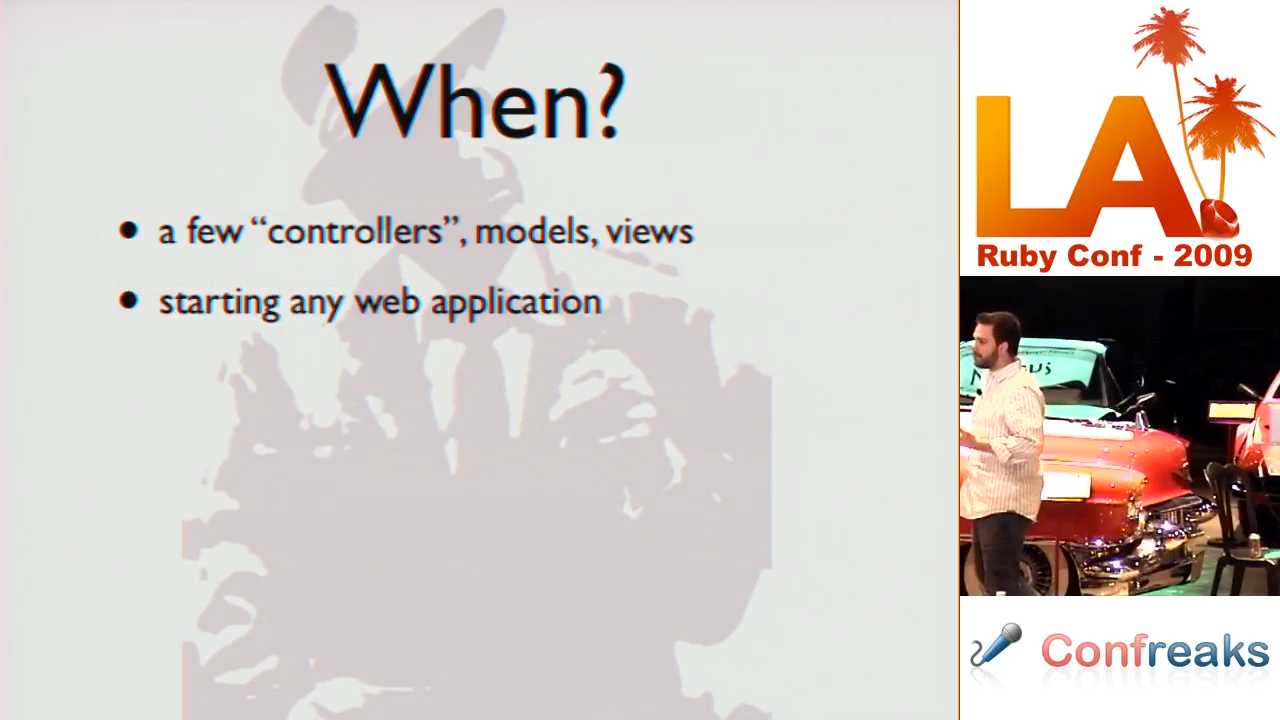 When?
• a few “controllers”, models, views
• starting any web application
LA
Ruby Conf - 2009
Confreaks